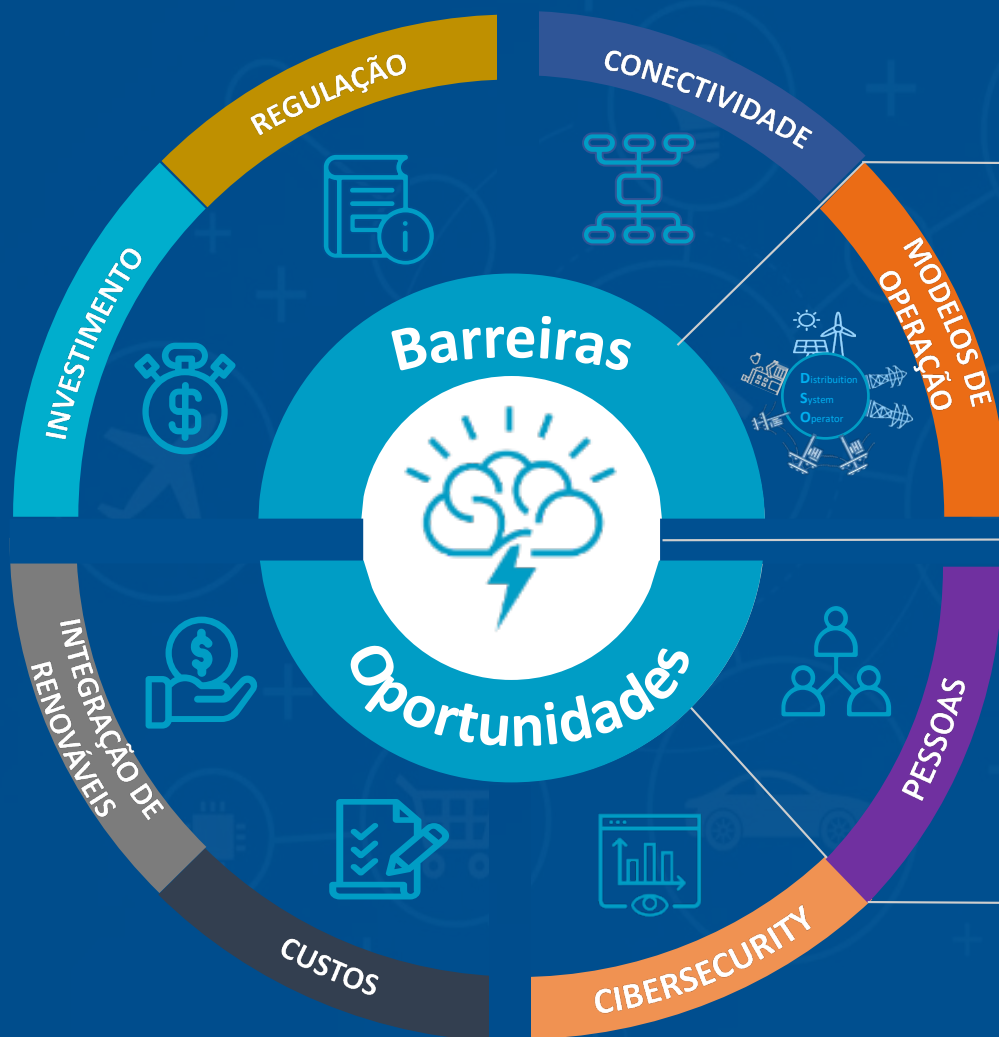 REGULAÇÃO
CONECTIVIDADE
INVESTIMENTO
MODELOS DE
OPERAÇÃO
Barreiras
Distribuition
System
Operator
Oportunidades
INTEGRAÇÃO DE
RENOVÁVEIS
PESSOAS
CUSTOS
CIBERSECURITY